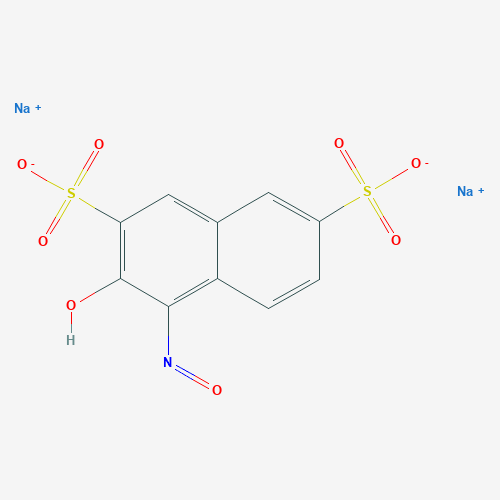 Na +
O - O O O -
S S Na +
O O
O
H
N
O